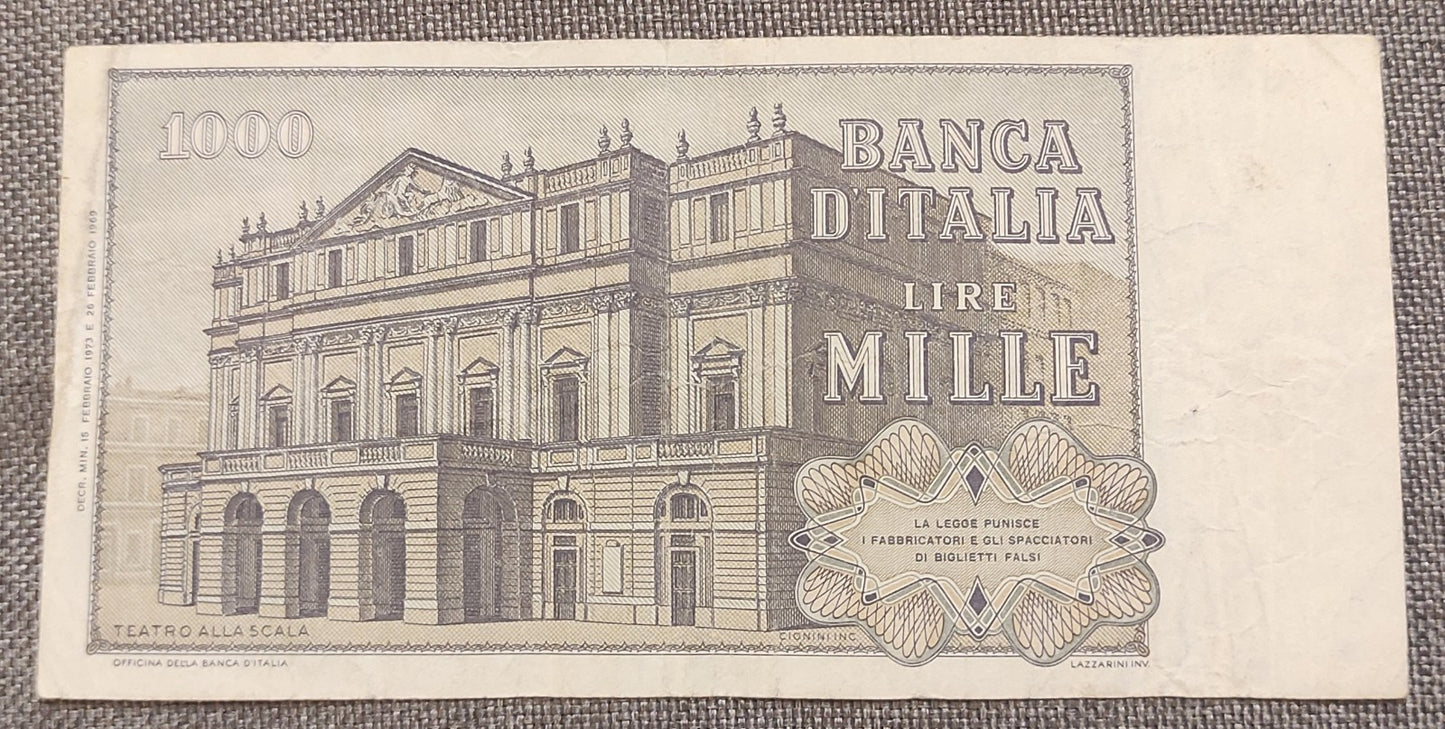 1000
BANCA
D'ITALIA
LIRE
MILLE
DECR. MIN. 15 FEBBRAIO 1973 E 26 FEBBRAIO 1969
LA LEGGE PUNISCE
I FABBRICATORI E GLI SPACCIATORI
DI BIGLIETTI FALSI
TEATRO ALLA SCALA
CIONINI INC.
OFFICINA DELLA BANCA D'ITALIA
LAZZARINI INV.